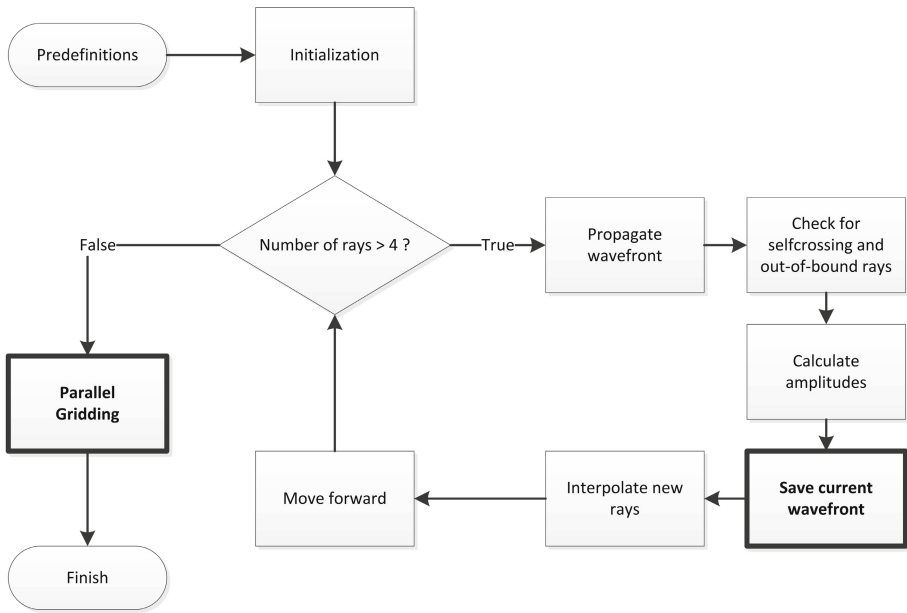 Predefinitions
Initialization
Number of rays > 4 ?
False
True
Propagate
wavefront
Check for
selfcrossing and
out-of-bound rays
Calculate
amplitudes
Save current
wavefront
Interpolate new
rays
Move forward
Parallel
Gridding
Finish